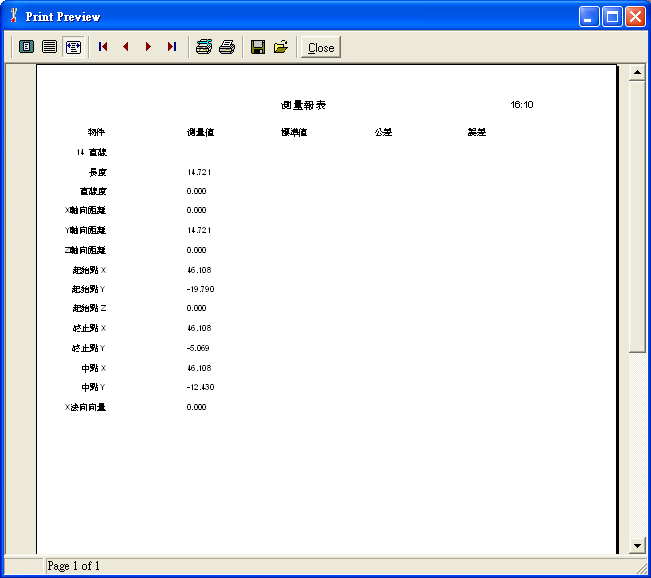 Print Preview
Close
測量報表 16:10
物件 測量值 標準值 公差 誤差
14 直線
長度 14.721
直線度 0.000
X軸向距離 0.000
Y軸向距離 14.721
Z軸向距離 0.000
起始點 X 46.108
起始點 Y -19.790
起始點 Z 0.000
終止點 X 46.108
終止點 Y -5.069
中點 X 46.108
中點 Y -12.430
X法向向量 0.000
Page 1 of 1